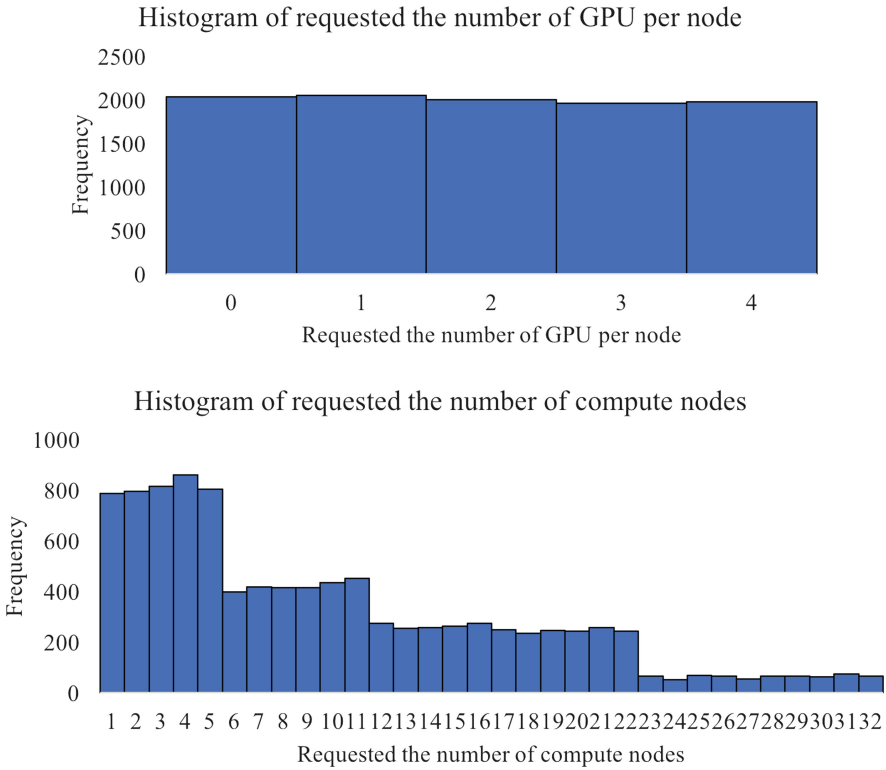 Histogram of requested the number of GPU per node
2500
2000
1500
1000
500
0
Frequency
0 1 2 3 4
Requested the number of GPU per node
Histogram of requested the number of compute nodes
1000
800
600
400
200
0
Frequency
1 2 3 4 5 6 7 8 9 10 11 12 13 14 15 16 17 18 19 20 21 22 23 24 25 26 27 28 29 30 31 32
Requested the number of compute nodes